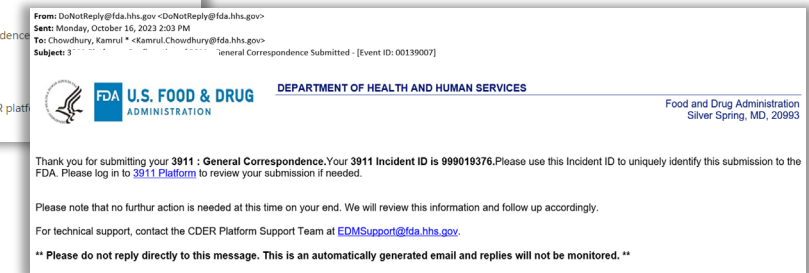 From: DoNotReply@fda.hhs.gov <DoNotReply@fda.hhs.gov>
Sent: Monday, October 16, 2023 2:03 PM
To: Chowdhury, Kamrul * <Kamrul.Chowdhury@fda.hhs.gov>
Subject: General Correspondence Submitted - [Event ID: 00139007]
FDA U.S. FOOD & DRUG
ADMINISTRATION
DEPARTMENT OF HEALTH AND HUMAN SERVICES
Food and Drug Administration
Silver Spring, MD, 20993
Thank you for submitting your 3911 : General Correspondence.Your 3911 Incident ID is 999019376.Please use this Incident ID to uniquely identify this submission to the
FDA. Please log in to 3911 Platform to review your submission if needed.
Please note that no furthur action is needed at this time on your end. We will review this information and follow up accordingly.
For technical support, contact the CDER Platform Support Team at EDMSupport@fda.hhs.gov.
** Please do not reply directly to this message. This is an automatically generated email and replies will not be monitored. **